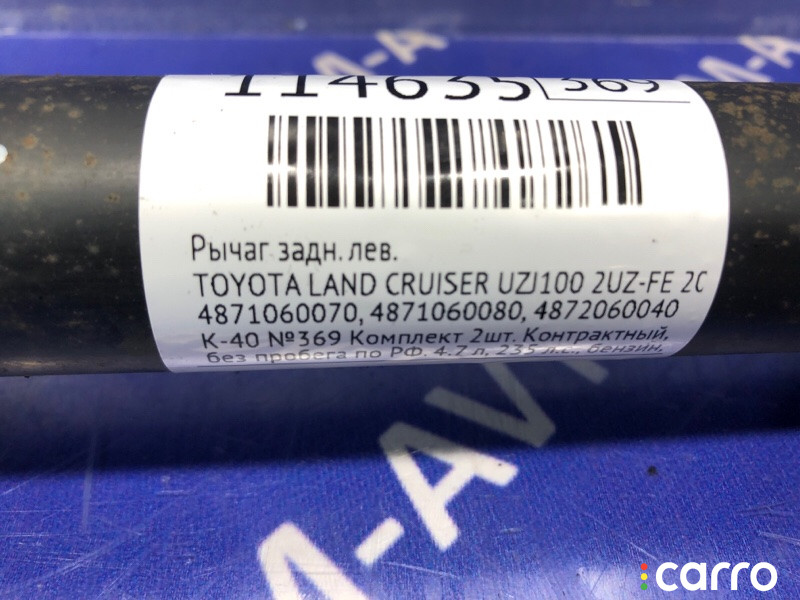 М-А
114635 369
Рычаг задн. лев.
TOYOTA LAND CRUISER UZJ100 2UZ-FE 2C
4871060070, 4871060080, 4872060040
К-40 №369 Комплект 2шт. Контрактный,
без пробега по РФ. 4.7 л, 235 л.с., бензин,
M-AV
carro